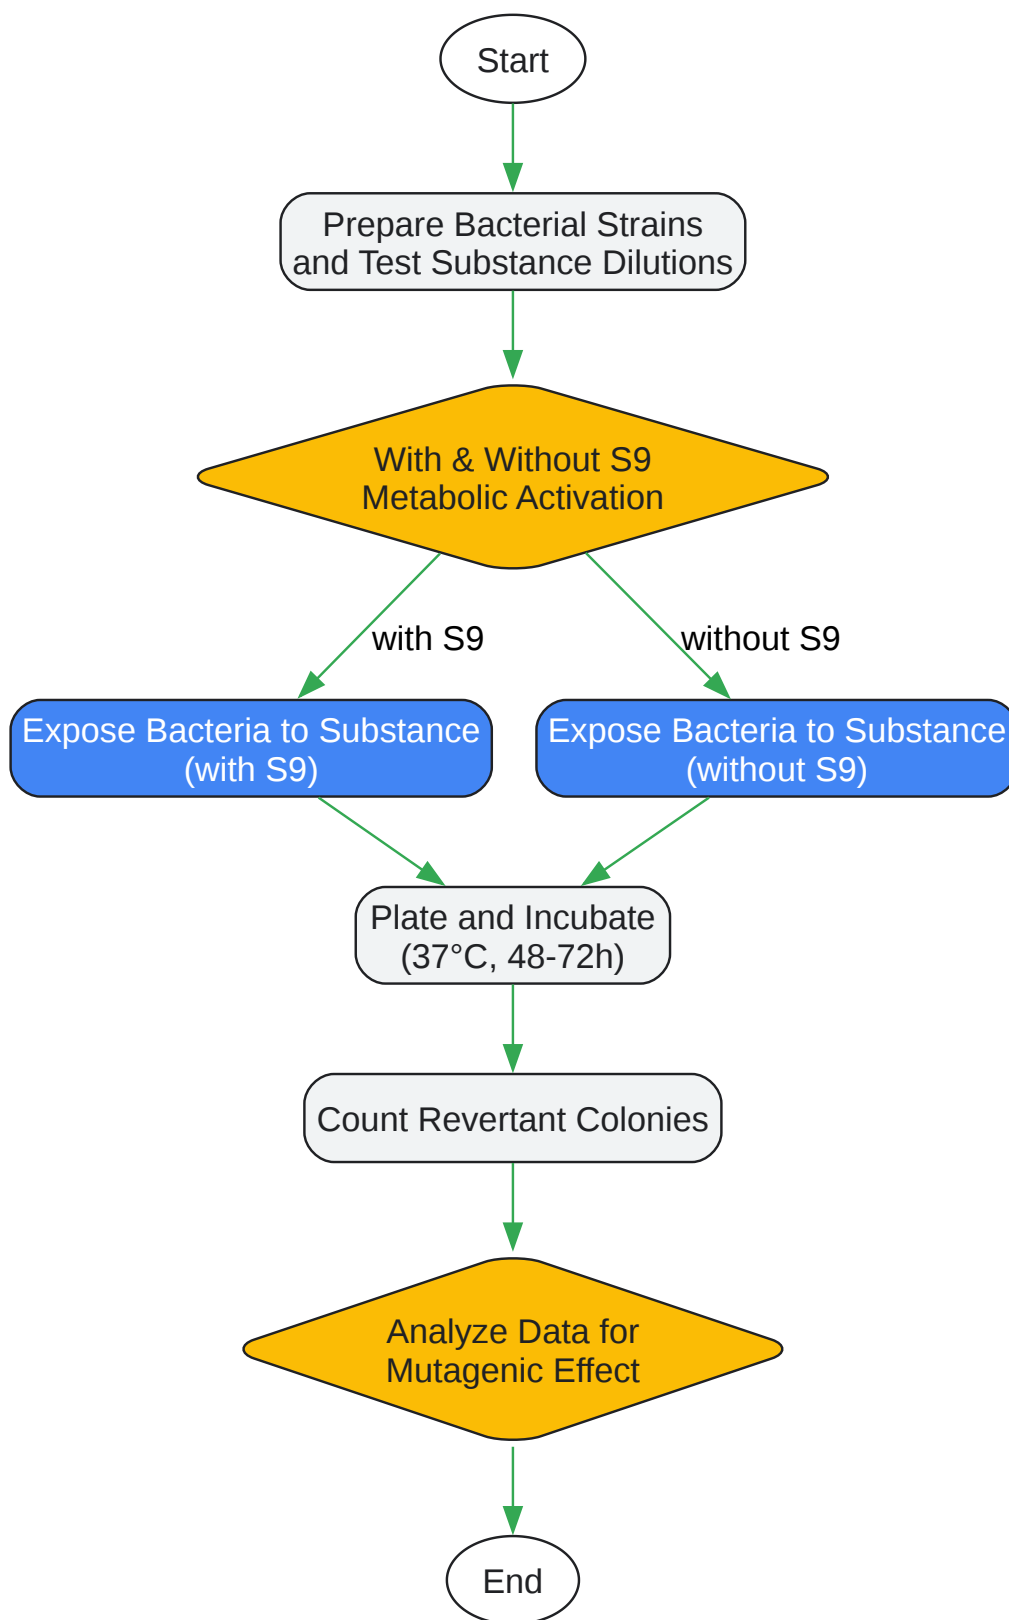 Start
Prepare Bacterial Strains
and Test Substance Dilutions
With & Without S9
Metabolic Activation
with S9
without S9
Expose Bacteria to Substance
(with S9)
Expose Bacteria to Substance
(without S9)
Plate and Incubate
(37°C, 48-72h)
Count Revertant Colonies
Analyze Data for
Mutagenic Effect
End